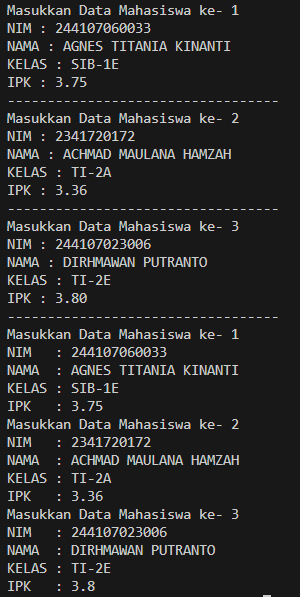 Masukkan Data Mahasiswa ke- 1
NIM : 244107060033
NAMA : AGNES TITANIA KINANTI
KELAS : SIB-1E
IPK : 3.75
----------------------------------
Masukkan Data Mahasiswa ke- 2
NIM : 2341720172
NAMA : ACHMAD MAULANA HAMZAH
KELAS : TI-2A
IPK : 3.36
----------------------------------
Masukkan Data Mahasiswa ke- 3
NIM : 244107023006
NAMA : DIRHMAWAN PUTRANTO
KELAS : TI-2E
IPK : 3.80
----------------------------------
Masukkan Data Mahasiswa ke- 1
NIM   : 244107060033
NAMA  : AGNES TITANIA KINANTI
KELAS : SIB-1E
IPK   : 3.75
Masukkan Data Mahasiswa ke- 2
NIM   : 2341720172
NAMA  : ACHMAD MAULANA HAMZAH
KELAS : TI-2A
IPK   : 3.36
Masukkan Data Mahasiswa ke- 3
NIM   : 244107023006
NAMA  : DIRHMAWAN PUTRANTO
KELAS : TI-2E
IPK   : 3.8